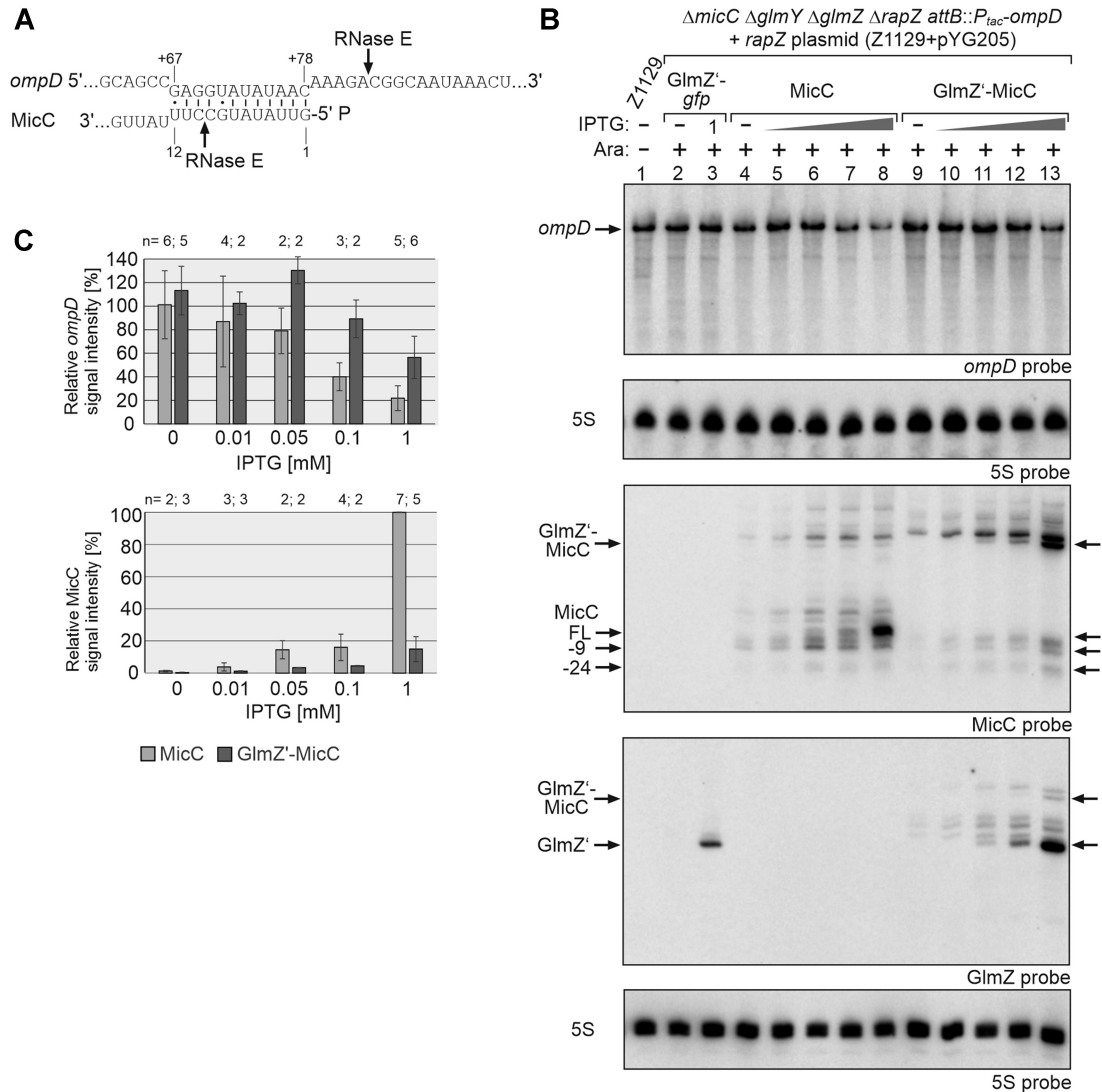 A
+67 +78
RNase E
ompD 5'...GCAGCC GAGGUAUAUAAC AAAGACGGCAAUAAACU...3'
MicC 3'...GUUAU UUCCGUAUAUUG-5' P
12 RNase E 1
B
ΔmicC ΔglmY ΔglmZ ΔrapZ attB::Ptac-ompD
+ rapZ plasmid (Z1129+pYG205)
Z1129 GlmZ‘-gfp MicC GlmZ‘-MicC
IPTG: – – 1 – –
Ara: – + + + + + + + + + + + +
1 2 3 4 5 6 7 8 9 10 11 12 13
ompD
ompD probe
5S
5S probe
GlmZ‘-
MicC
MicC
FL
-9
-24
MicC probe
GlmZ‘-
MicC
GlmZ‘
GlmZ probe
5S
5S probe
C
n= 6; 5 4; 2 2; 2 3; 2 5; 6
Relative ompD
signal intensity [%]
140
120
100
80
60
40
20
0
0 0.01 0.05 0.1 1
IPTG [mM]
n= 2; 3 3; 3 2; 2 4; 2 7; 5
Relative MicC
signal intensity [%]
100
80
60
40
20
0
0 0.01 0.05 0.1 1
IPTG [mM]
MicC GlmZ'-MicC